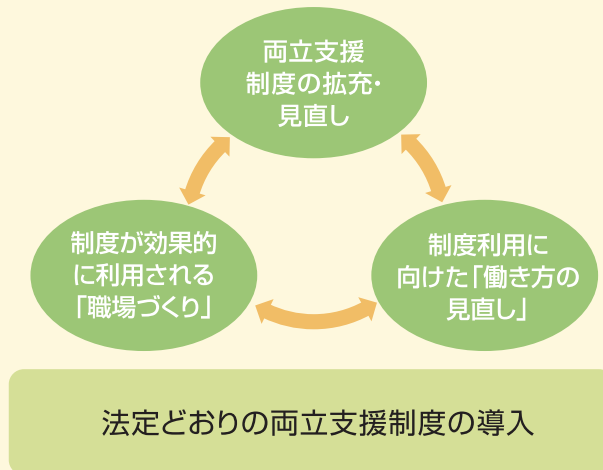 両立支援
制度の拡充・
見直し
制度が効果的
に利用される
「職場づくり」
制度利用に
向けた「働き方の
見直し」
法定どおりの両立支援制度の導入